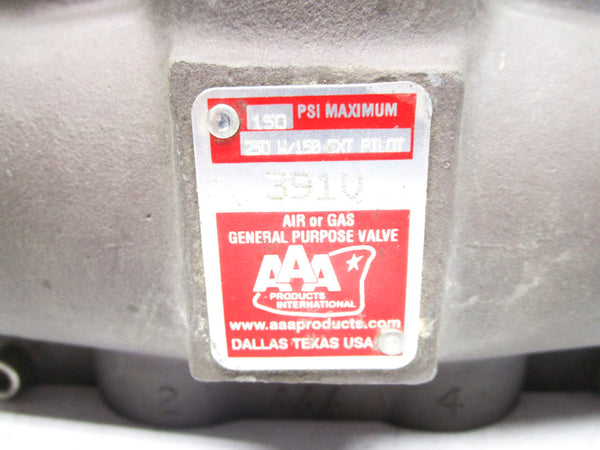 150 PSI MAXIMUM
250 W/150 EXT PILOT
AIR or GAS
GENERAL PURPOSE VALVE
AAA
PRODUCTS
INTERNATIONAL
www.aaaproducts.com
DALLAS TEXAS USA
2 4